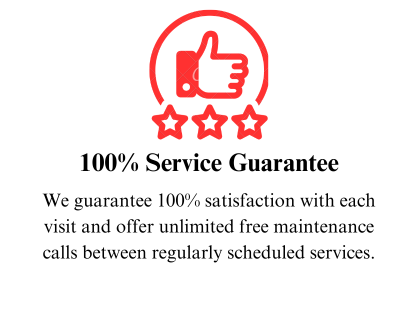 100% Service Guarantee
We guarantee 100% satisfaction with each
visit and offer unlimited free maintenance
calls between regularly scheduled services.